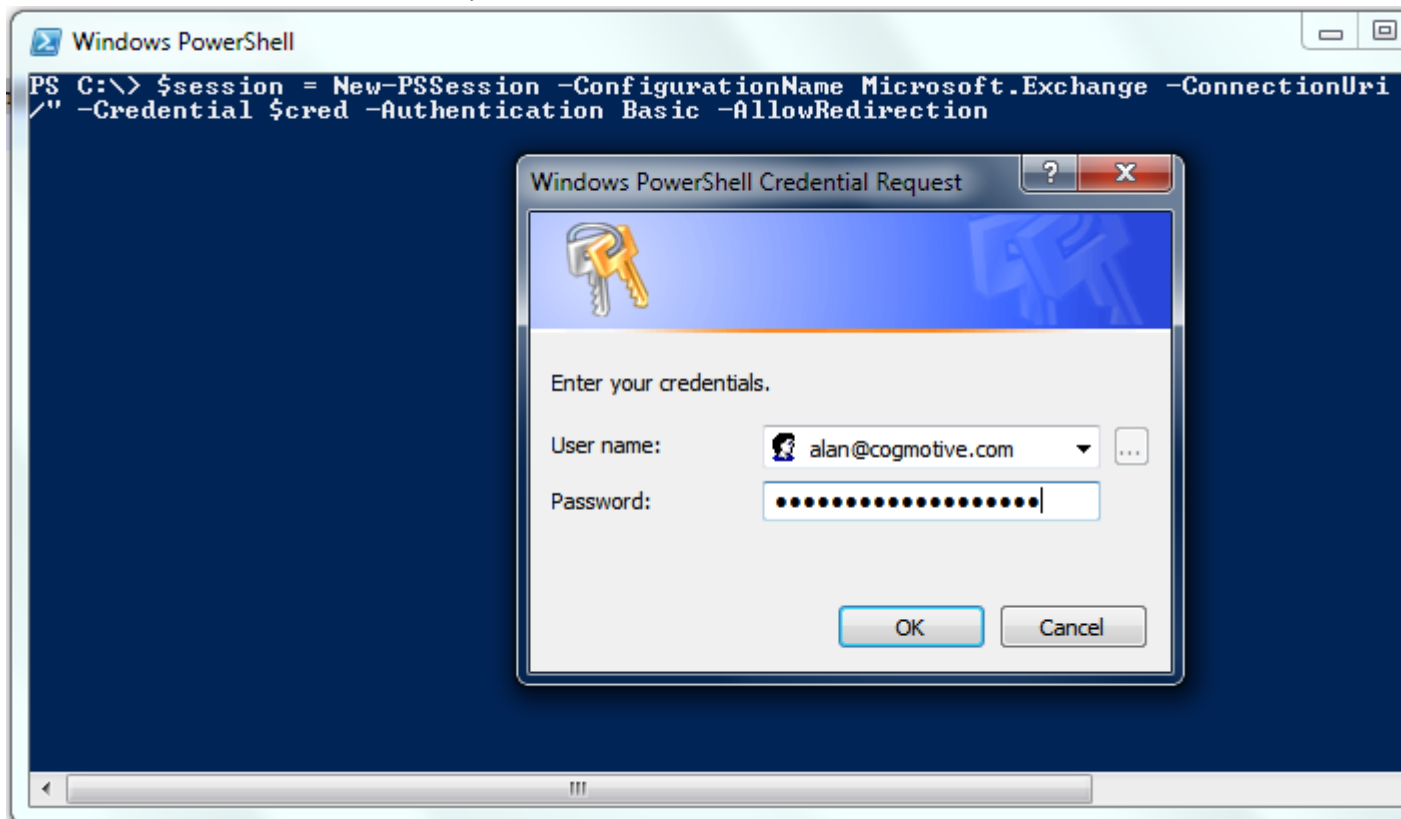 Windows PowerShell
PS C:\> $session = New-PSSession -ConfigurationName Microsoft.Exchange -ConnectionUri
/" -Credential $cred -Authentication Basic -AllowRedirection
Windows PowerShell Credential Request
Enter your credentials.
User name: alan@cogmotive.com ...
Password: •••••••••••••••••••
OK Cancel